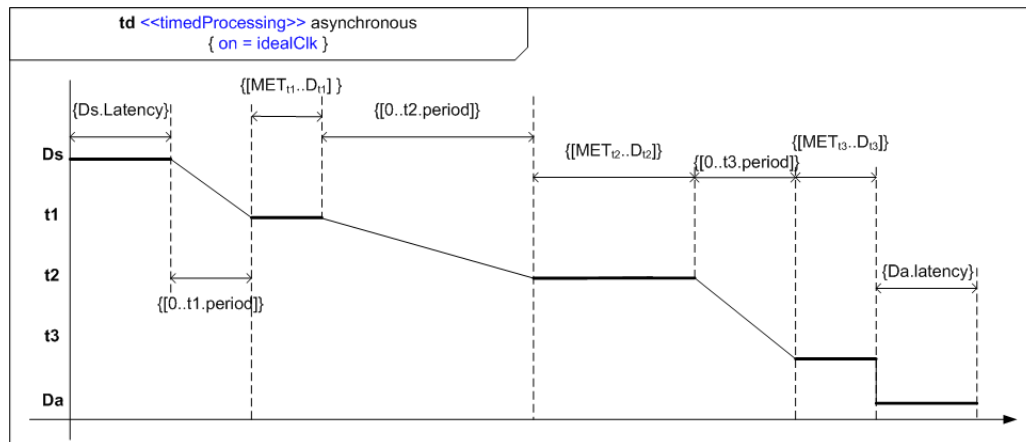 td <<timedProcessing>> asynchronous
{ on = idealClk }
{[METt1..Dt1] }
{Ds.Latency}
{[0..t2.period]}
{[METt2..Dt2]}
{[METt3..Dt3]}
{[0..t3.period]}
Ds
t1
t2
{Da.latency}
{[0..t1.period]}
t3
Da